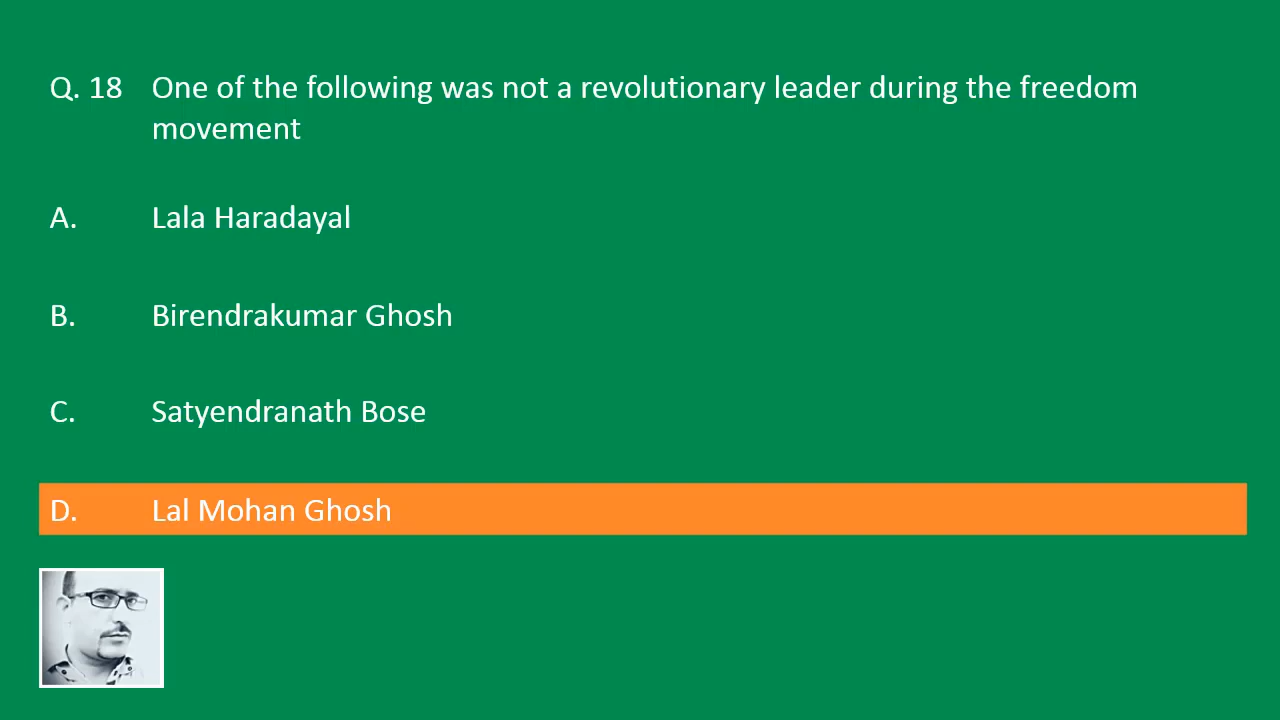 Q. 18 One of the following was not a revolutionary leader during the freedom
movement
A. Lala Haradayal
B. Birendrakumar Ghosh
C. Satyendranath Bose
D. Lal Mohan Ghosh